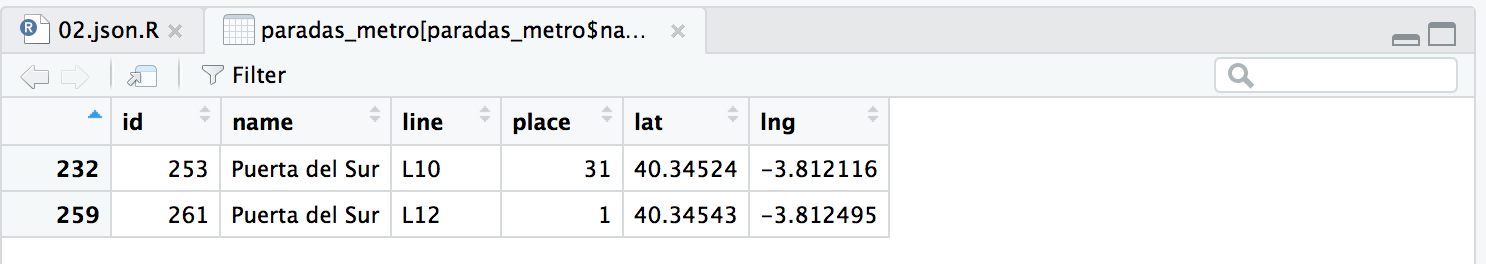 R 02.json.R paradas_metro[paradas_metro$na...
Filter
id name line place lat lng
232 253 Puerta del Sur L10 31 40.34524 -3.812116
259 261 Puerta del Sur L12 1 40.34543 -3.812495